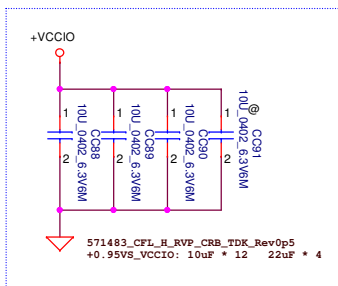 +VCCIO
1
2
10U_0402_6.3V6M
CC88
1
2
10U_0402_6.3V6M
CC89
1
2
10U_0402_6.3V6M
CC90
1
2
10U_0402_6.3V6M
@
CC91
571483_CFL_H_RVP_CRB_TDK_Rev0p5
+0.95VS_VCCIO: 10uF * 12 22uF * 4